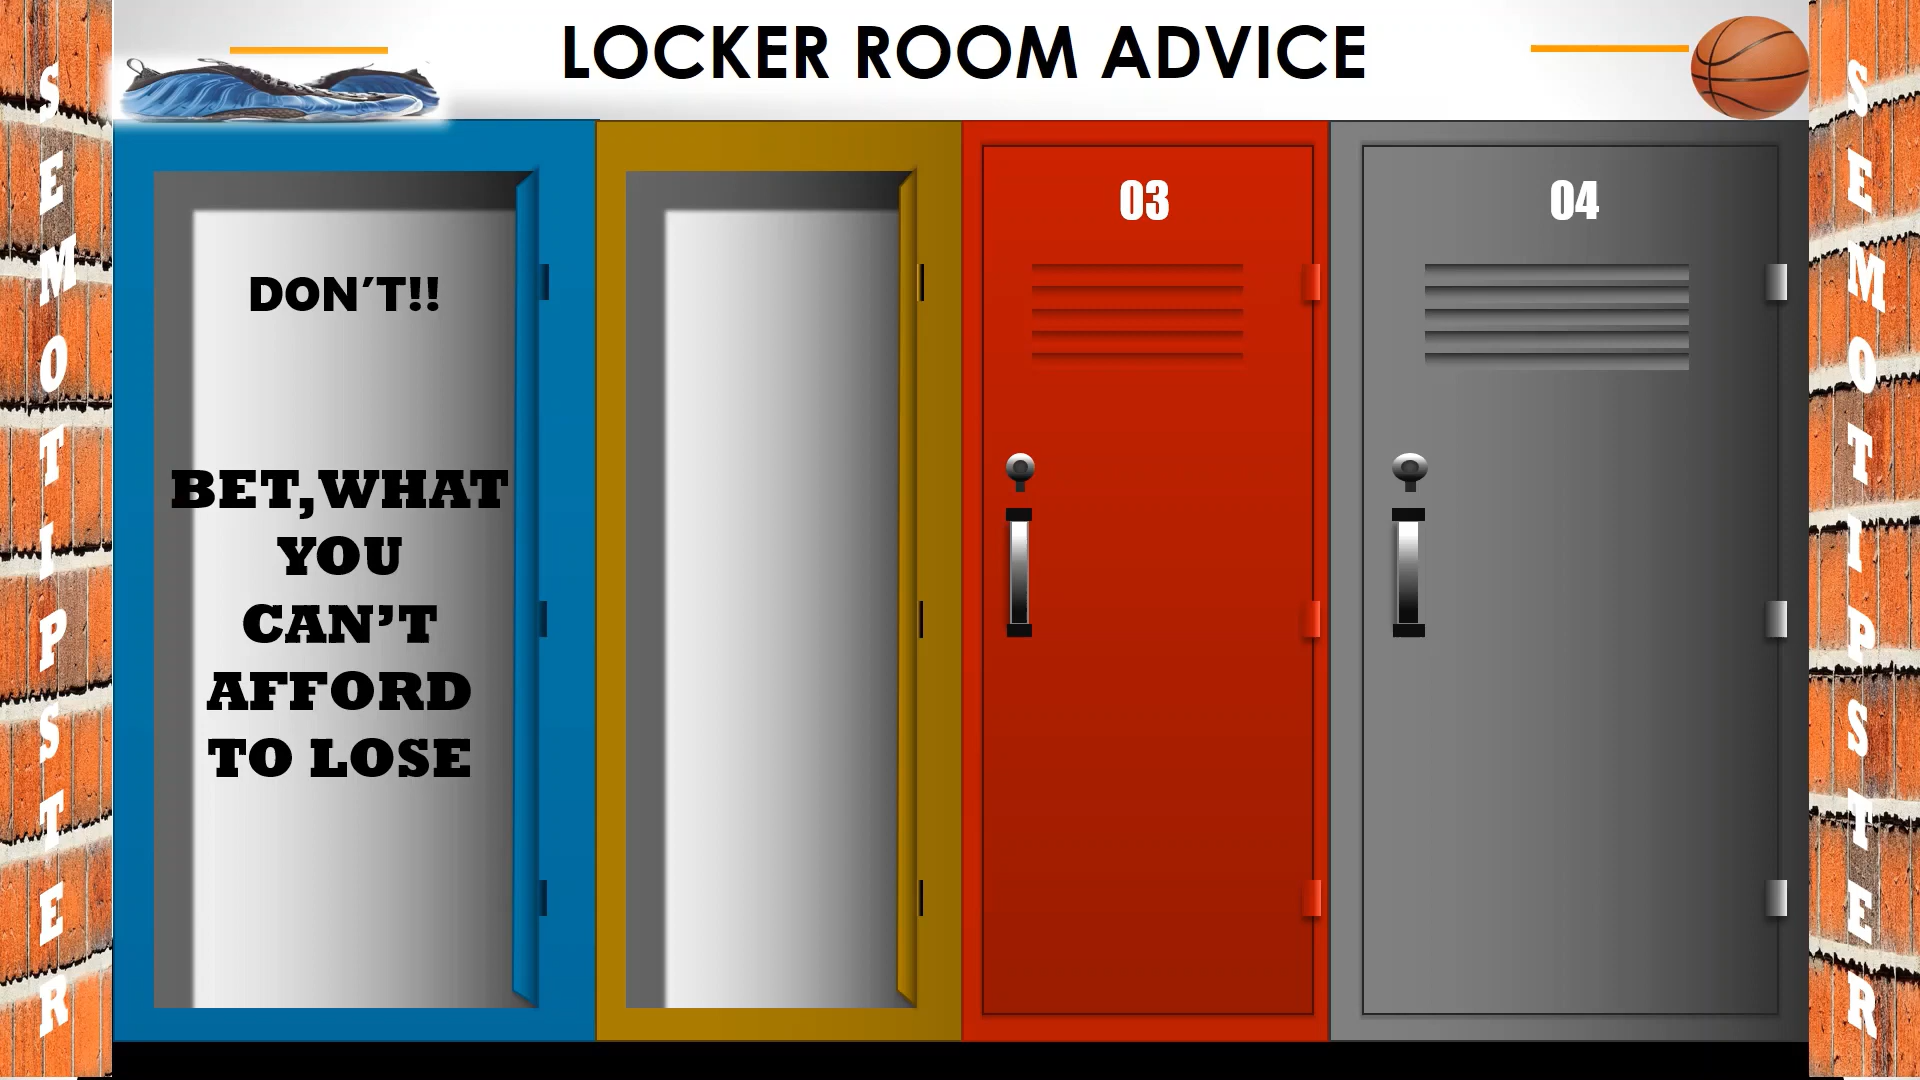 LOCKER ROOM ADVICE
SEMOTIPSTER
DON´T!!
BET,WHAT
YOU
CAN’T
AFFORD
TO LOSE
03
04
SEMOTIPSTER